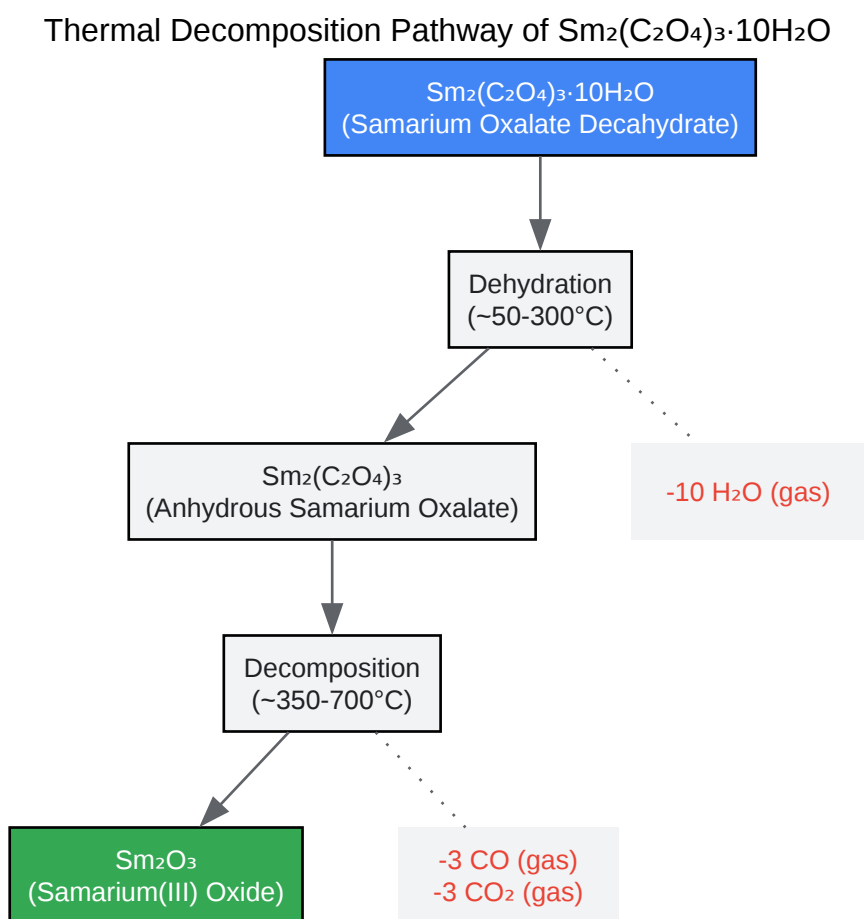 Thermal Decomposition Pathway of Sm₂(C₂O₄)₃·10H₂O
Sm₂(C₂O₄)₃·10H₂O
(Samarium Oxalate Decahydrate)
Dehydration
(~50-300°C)
Sm₂(C₂O₄)₃
(Anhydrous Samarium Oxalate)
-10 H₂O (gas)
Decomposition
(~350-700°C)
Sm₂O₃
(Samarium(III) Oxide)
-3 CO (gas)
-3 CO₂ (gas)